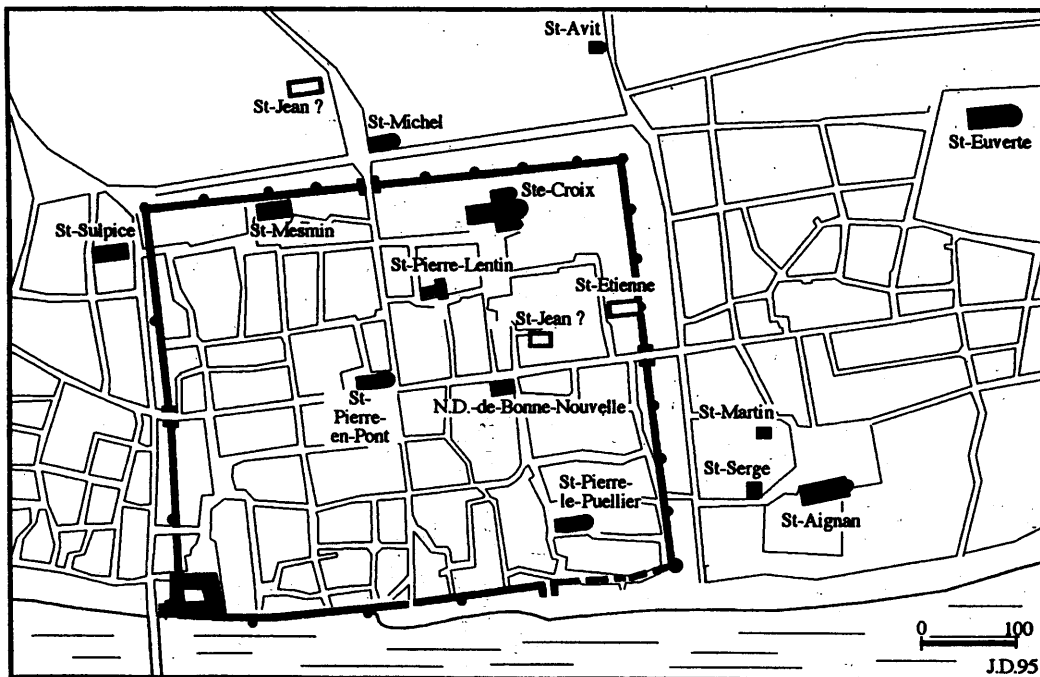 St-Avit
St-Jean ?
St-Michel
St-Euverte
Ste-Croix
St-Mesmin
St-Sulpice
St-Pierre-Lentin
St-Etienne
St-Jean ?
St-
Pierre-
en-Pont
N.D.-de-Bonne-Nouvelle
St-Martin
St-Serge
St-Pierre-
le-Puellier
St-Aignan
0 100
J.D.95